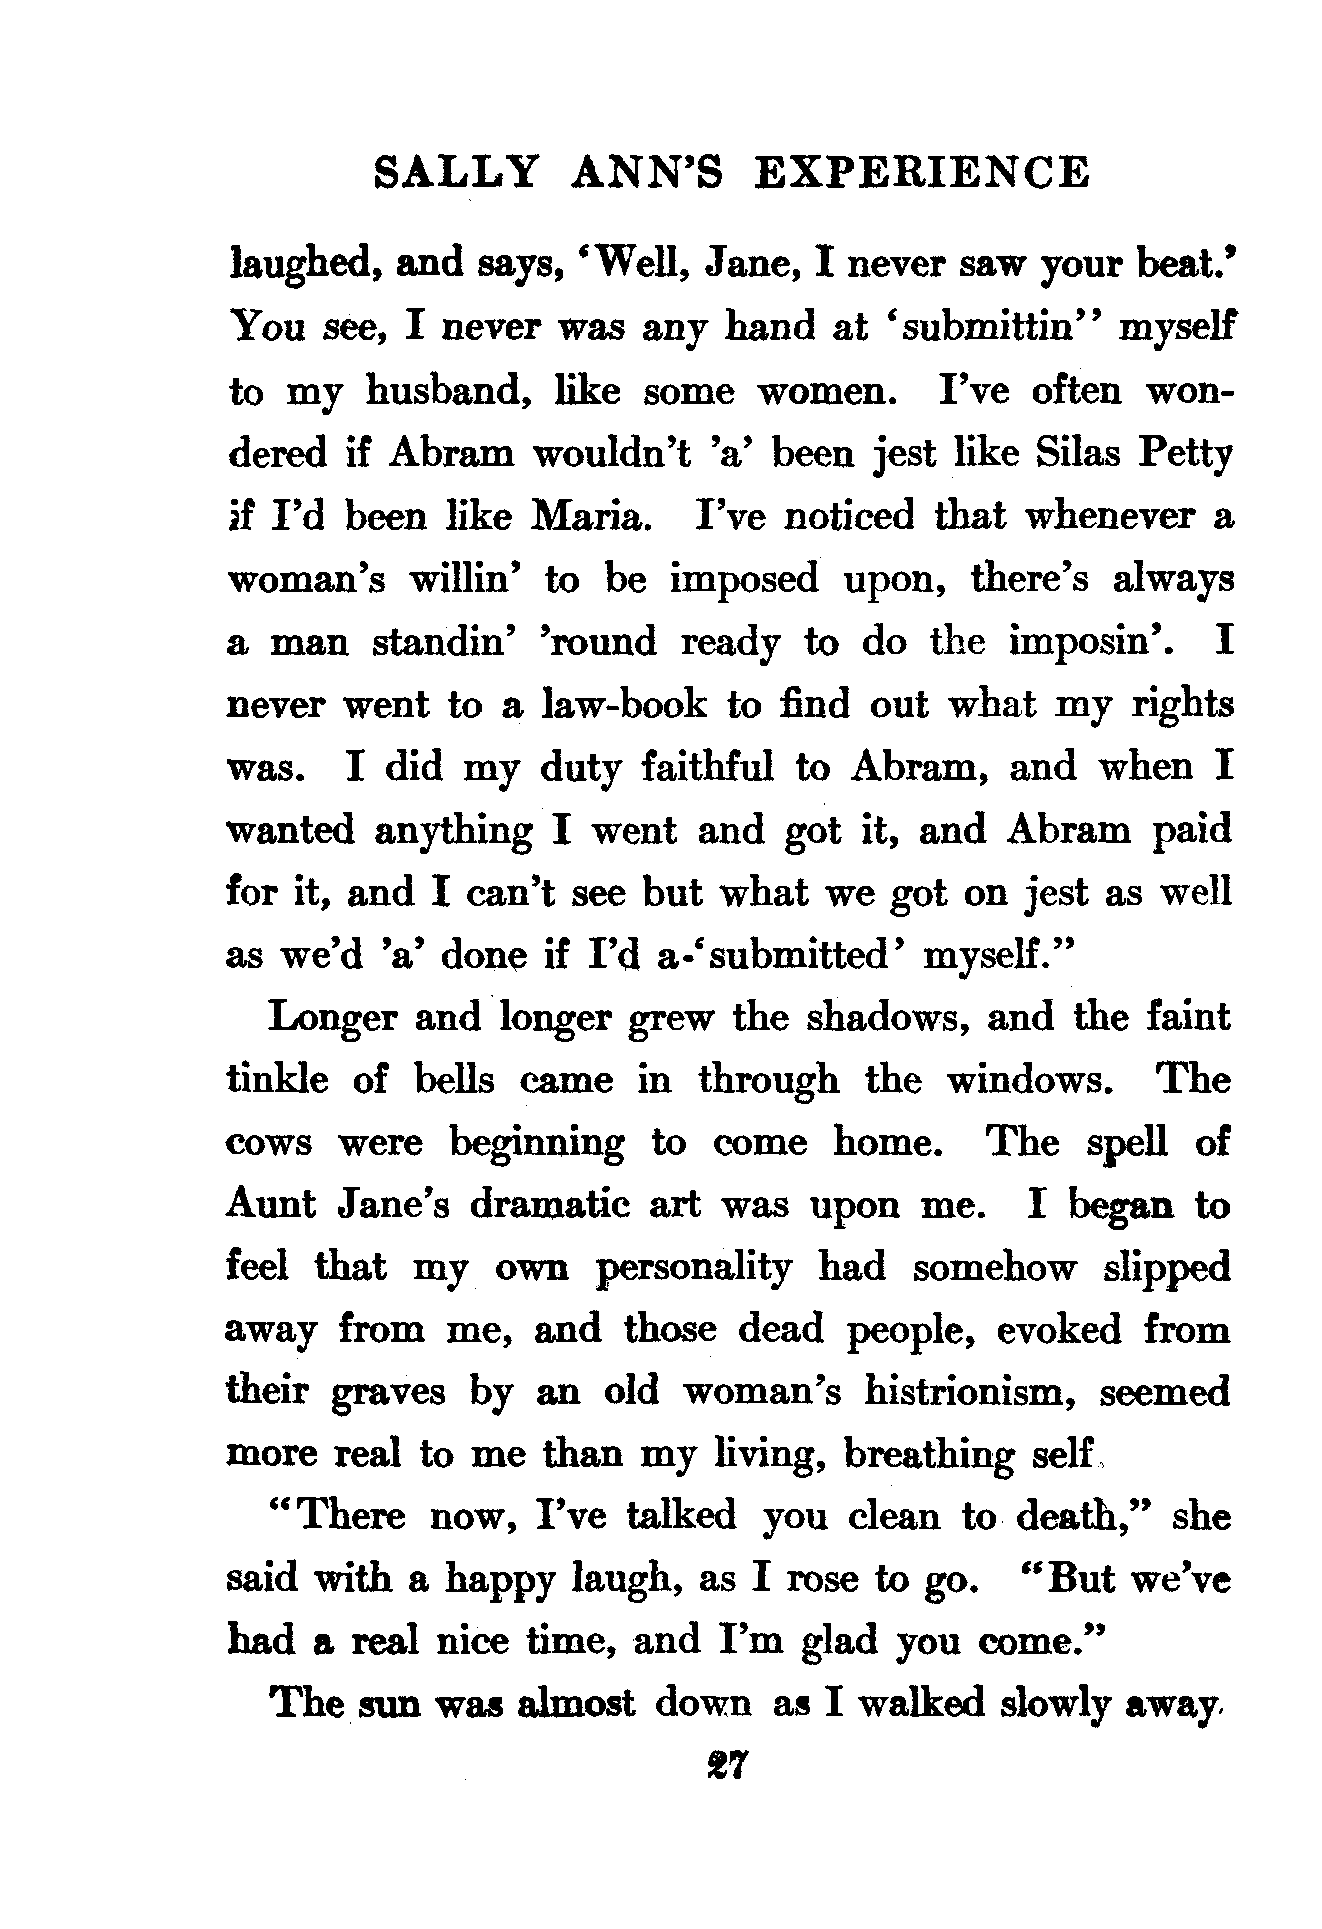 SALLY ANN'S EXPERIENCE
laughed, and says, ‘Well, Jane, I never saw your beat.’
You see, I never was any hand at ‘submittin’’ myself
to my husband, like some women. I’ve often won-
dered if Abram wouldn’t ’a’ been jest like Silas Petty
if I’d been like Maria. I’ve noticed that whenever a
woman’s willin’ to be imposed upon, there’s always
a man standin’ ’round ready to do the imposin’. I
never went to a law-book to find out what my rights
was. I did my duty faithful to Abram, and when I
wanted anything I went and got it, and Abram paid
for it, and I can’t see but what we got on jest as well
as we’d ’a’ done if I’d a-‘submitted’ myself.”
Longer and longer grew the shadows, and the faint
tinkle of bells came in through the windows. The
cows were beginning to come home. The spell of
Aunt Jane’s dramatic art was upon me. I began to
feel that my own personality had somehow slipped
away from me, and those dead people, evoked from
their graves by an old woman’s histrionism, seemed
more real to me than my living, breathing self.
“There now, I’ve talked you clean to death,” she
said with a happy laugh, as I rose to go. “But we’ve
had a real nice time, and I’m glad you come.”
The sun was almost down as I walked slowly away.
27